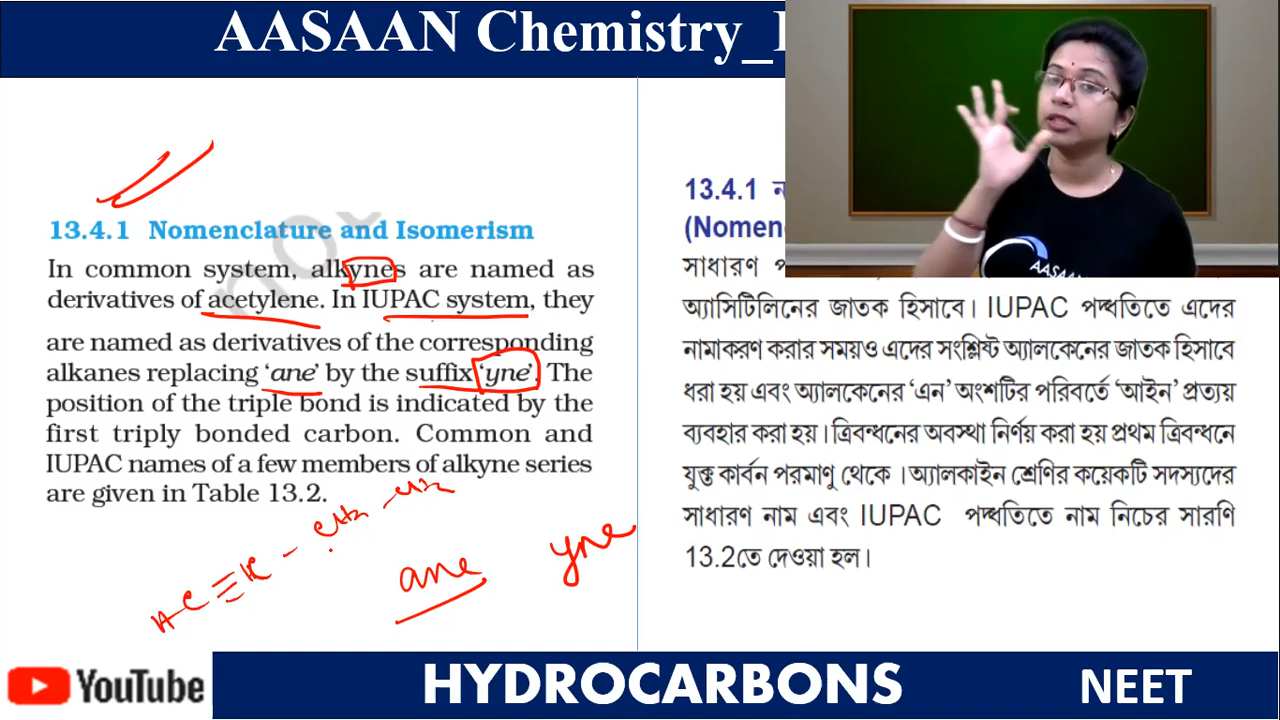 AASAAN Chemistry_
13.4.1 Nomenclature and Isomerism
In common system, alkynes are named as
derivatives of acetylene. In IUPAC system, they
are named as derivatives of the corresponding
alkanes replacing ‘ane’ by the suffix ‘yne’. The
position of the triple bond is indicated by the
first triply bonded carbon. Common and
IUPAC names of a few members of alkyne series
are given in Table 13.2.
ane yne
13.4.1
(Nomen
সাধারণ
অ্যাসিটিলিনের জাতক হিসাবে। IUPAC পদ্ধতিতে এদের
নামাকরণ করার সময়ও এদের সংশ্লিষ্ট অ্যালকেনের জাতক হিসাবে
ধরা হয় এবং অ্যালকেনের ‘এন’ অংশটির পরিবর্তে ‘আইন’ প্রত্যয়
ব্যবহার করা হয়। ত্রিবন্ধনের অবস্থা নির্ণয় করা হয় প্রথম ত্রিবন্ধনে
যুক্ত কার্বন পরমাণু থেকে। অ্যালকাইন শ্রেণির কয়েকটি সদস্যদের
সাধারণ নাম এবং IUPAC পদ্ধতিতে নাম নিচের সারণি
13.2তে দেওয়া হল।
AASAAN
YouTube
HYDROCARBONS
NEET